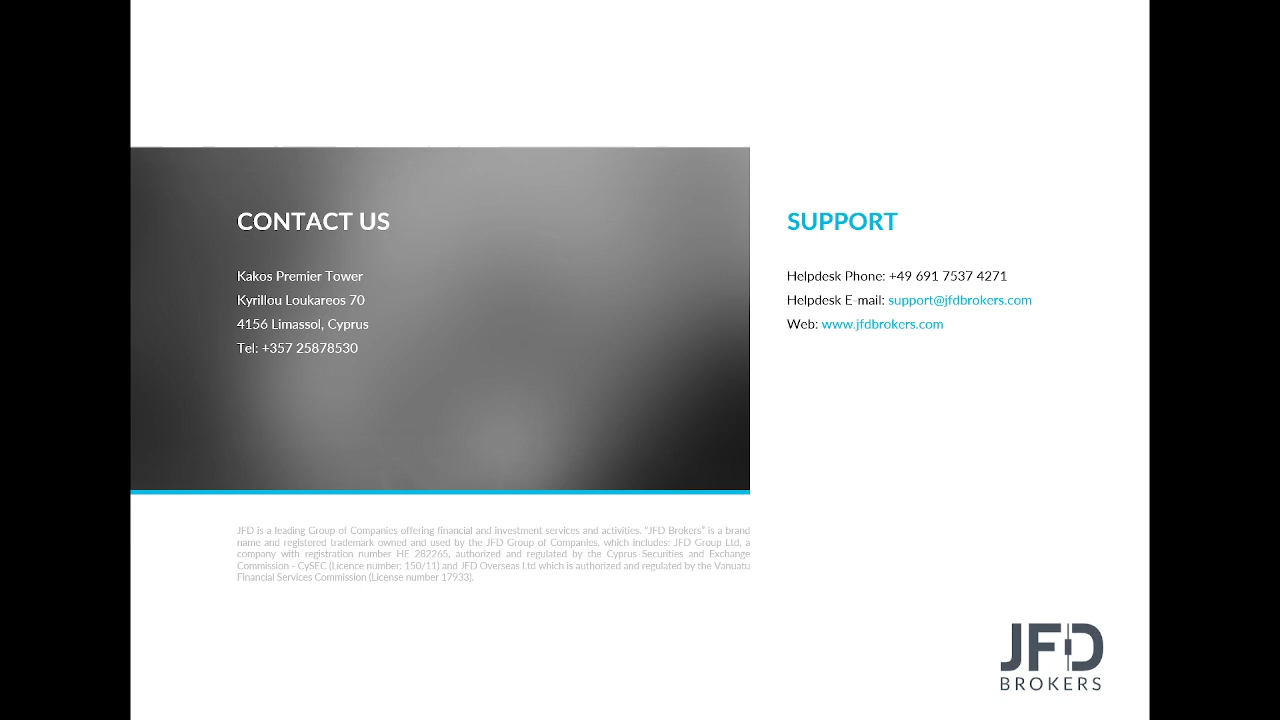 CONTACT US
Kakos Premier Tower
Kyrillou Loukareos 70
4156 Limassol, Cyprus
Tel: +357 25878530
SUPPORT
Helpdesk Phone: +49 691 7537 4271
Helpdesk E-mail: support@jfdbrokers.com
Web: www.jfdbrokers.com
JFD is a leading Group of Companies offering financial and investment services and activities. “JFD Brokers” is a brand
name and registered trademark owned and used by the JFD Group of Companies, which includes: JFD Group Ltd, a
company with registration number HE 282265, authorized and regulated by the Cyprus Securities and Exchange
Commission - CySEC (Licence number: 150/11) and JFD Overseas Ltd which is authorized and regulated by the Vanuatu
Financial Services Commission (License number 17933).
JFD
BROKERS